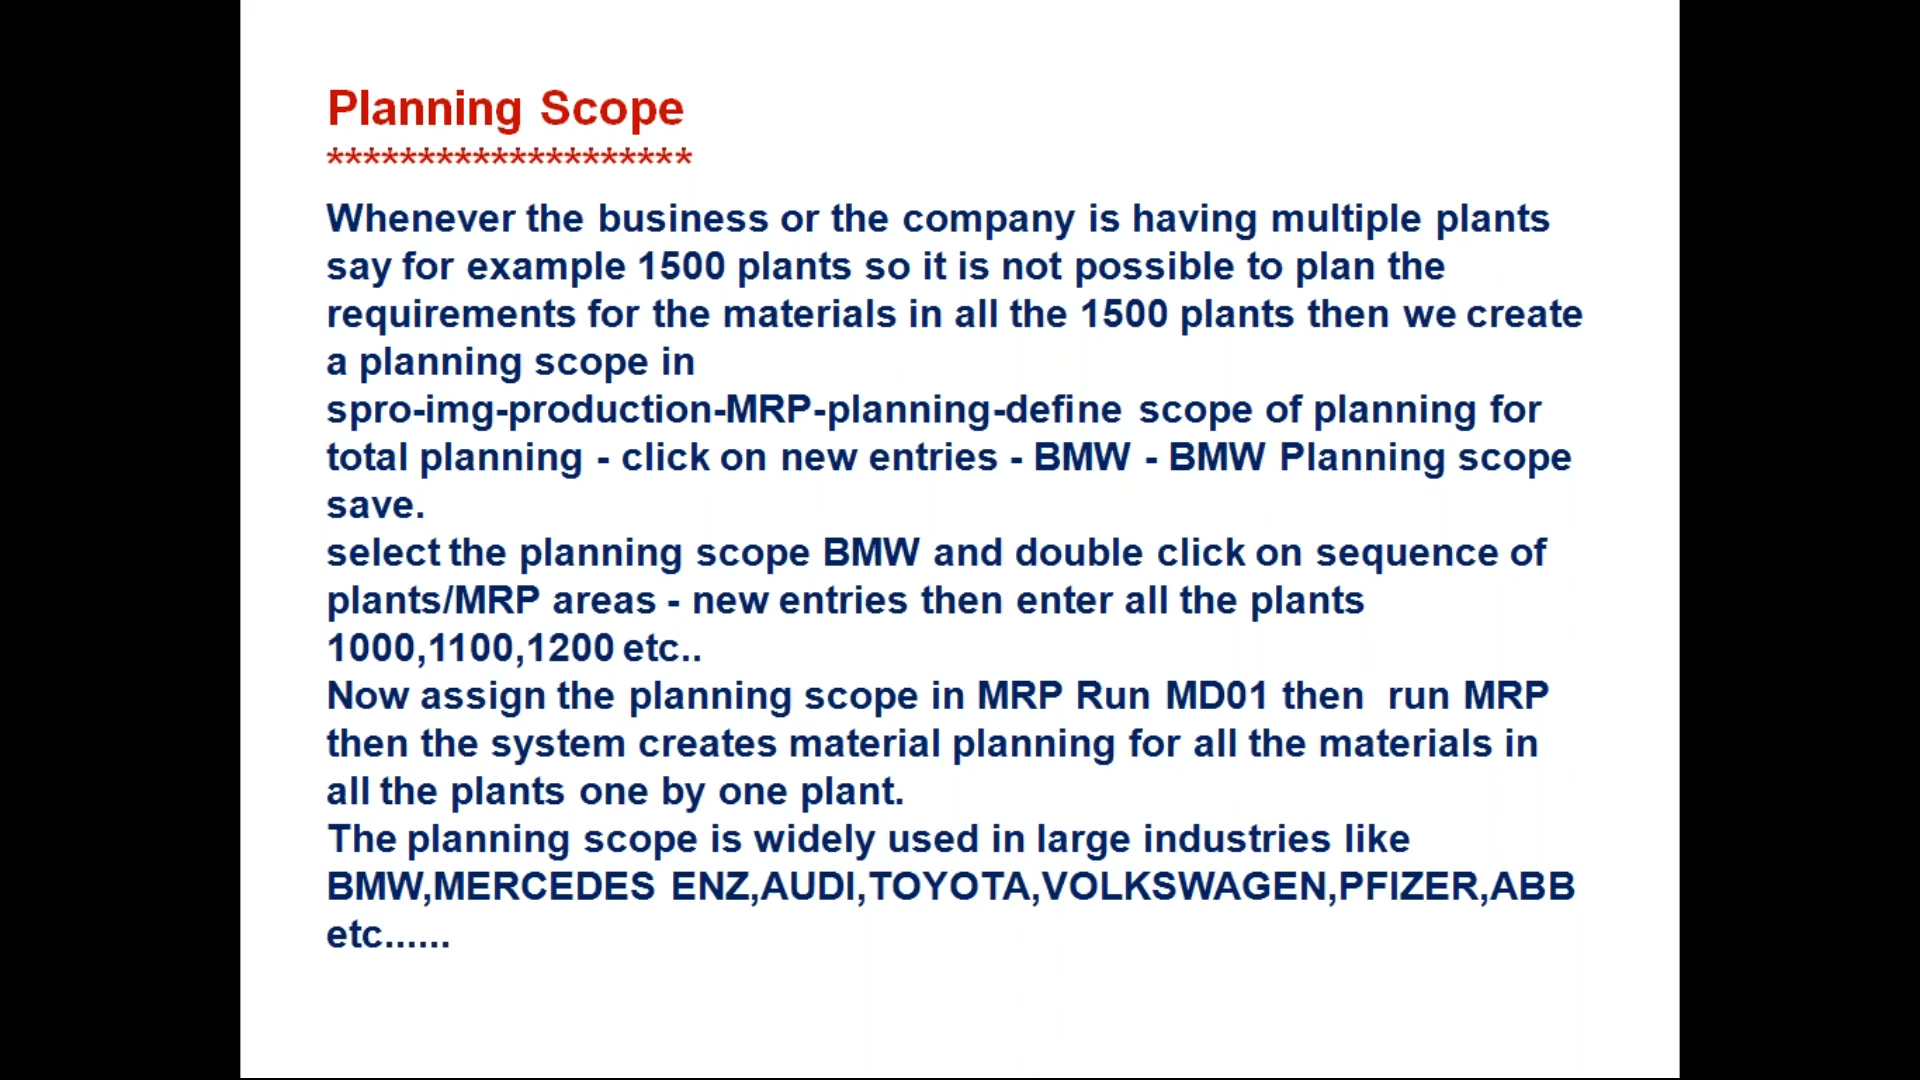 Planning Scope
********************
Whenever the business or the company is having multiple plants
say for example 1500 plants so it is not possible to plan the
requirements for the materials in all the 1500 plants then we create
a planning scope in
spro-img-production-MRP-planning-define scope of planning for
total planning - click on new entries - BMW - BMW Planning scope
save.
select the planning scope BMW and double click on sequence of
plants/MRP areas - new entries then enter all the plants
1000,1100,1200 etc..
Now assign the planning scope in MRP Run MD01 then  run MRP
then the system creates material planning for all the materials in
all the plants one by one plant.
The planning scope is widely used in large industries like
BMW,MERCEDES ENZ,AUDI,TOYOTA,VOLKSWAGEN,PFIZER,ABB
etc......